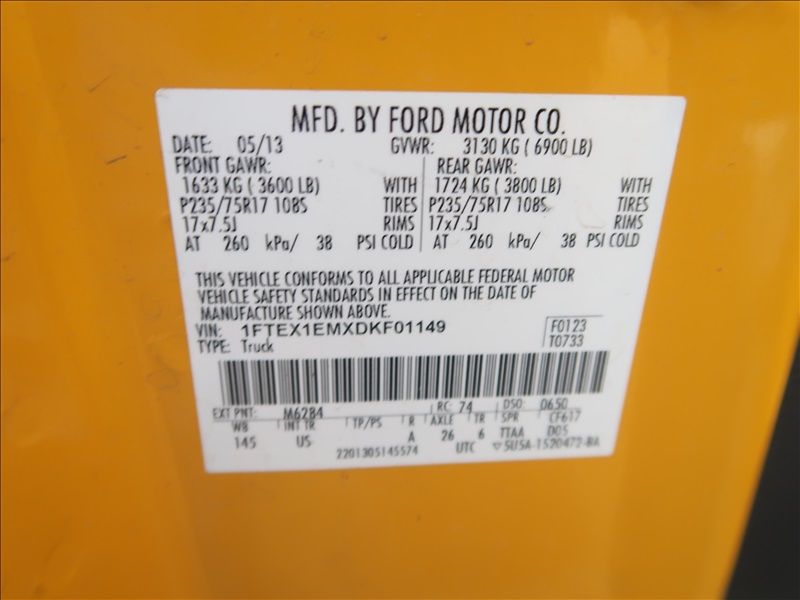 MFD. BY FORD MOTOR CO.
DATE: 05/13 GVWR: 3130 KG ( 6900 LB)
FRONT GAWR: REAR GAWR:
1633 KG ( 3600 LB) WITH 1724 KG ( 3800 LB) WITH
P235/75R17 108S TIRES P235/75R17 108S TIRES
17x7.5J RIMS 17x7.5J RIMS
AT 260 kPa/ 38 PSI COLD AT 260 kPa/ 38 PSI COLD
THIS VEHICLE CONFORMS TO ALL APPLICABLE FEDERAL MOTOR
VEHICLE SAFETY STANDARDS IN EFFECT ON THE DATE OF
MANUFACTURE SHOWN ABOVE.
VIN: 1FTEX1EMXDKF01149 F0123
TYPE: Truck T0733
EXT PNT: M6284 RC: 74 DSO: 0650
WB INT TR TP/PS R AXLE TR SPR CF617
145 US A 26 6 TTAA DOS
2201305145574 UTC ▽5U5A-1520472-BA